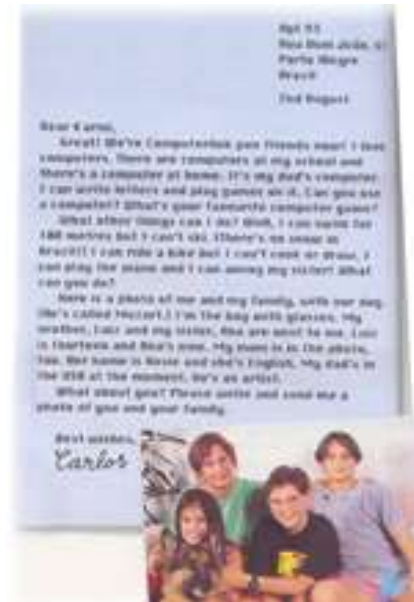 Apt 93
Rua Dom João,
Porto Alegre
Brazil
2nd August
Dear Kamal,
Great! We're Computerlink pen friends now! I love
computers. There are computers at my school and
there's a computer at home. It's my dad's computer.
I can write letters and play games on it. Can you use
a computer? What's your favourite computer game?
What other things can I do? Well, I can swim for
100 metres but I can't ski. (There's no snow in
Brazil!) I can ride a bike but I can't cook or draw. I
can play the piano and I can annoy my sister! What
can you do?
Here is a photo of me and my family, with our dog.
(He's called Mozart.) I'm the boy with glasses. My
brother, Luiz and my sister, Ana are next to me. Luiz
is thirteen and Ana's nine. My mum is in the photo,
too. Her name is Rosie and she's English. My dad's in
the USA at the moment. He's an artist.
What about you? Please write and send me a
photo of you and your family.
Best wishes,
Carlos